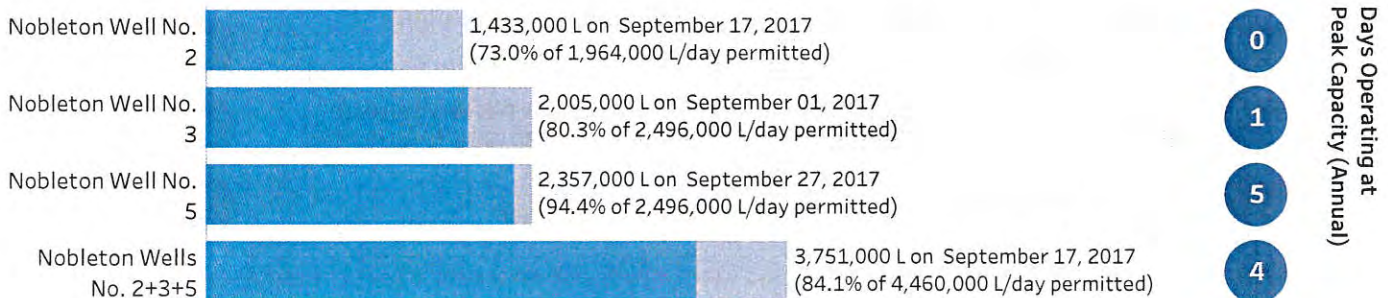 Nobleton Well No.
2
1,433,000 L on September 17, 2017
(73.0% of 1,964,000 L/day permitted)
0
Nobleton Well No.
3
2,005,000 L on September 01, 2017
(80.3% of 2,496,000 L/day permitted)
1
Nobleton Well No.
5
2,357,000 L on September 27, 2017
(94.4% of 2,496,000 L/day permitted)
5
Nobleton Wells
No. 2+3+5
3,751,000 L on September 17, 2017
(84.1% of 4,460,000 L/day permitted)
4
Days Operating at
Peak Capacity (Annual)